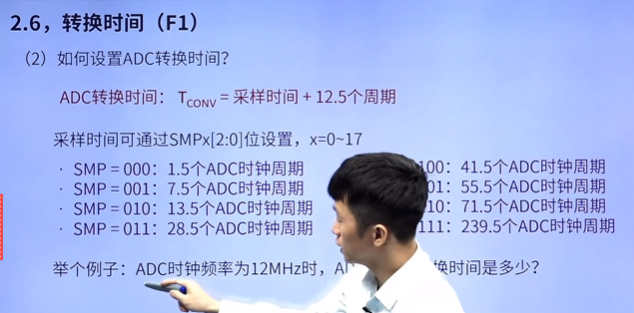 2.6，转换时间（F1）
（2）如何设置ADC转换时间？
ADC转换时间： TCONV = 采样时间 + 12.5个周期
采样时间可通过SMPx[2:0]位设置，x=0~17
· SMP = 000：1.5个ADC时钟周期
· SMP = 001：7.5个ADC时钟周期
· SMP = 010：13.5个ADC时钟周期
· SMP = 011：28.5个ADC时钟周期
100：41.5个ADC时钟周期
01：55.5个ADC时钟周期
10：71.5个ADC时钟周期
111：239.5个ADC时钟周期
举个例子：ADC时钟频率为12MHz时，A 换时间是多少？